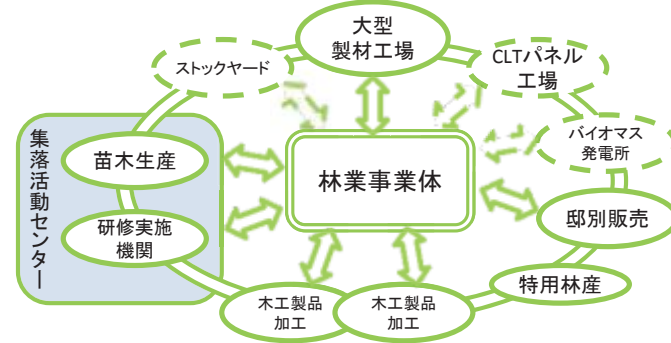 大型
製材工場
ストックヤード
CLTパネル
工場
集落活動センター
苗木生産
バイオマス
発電所
林業事業体
研修実施
機関
邸別販売
特用林産
木工製品
加工
木工製品
加工